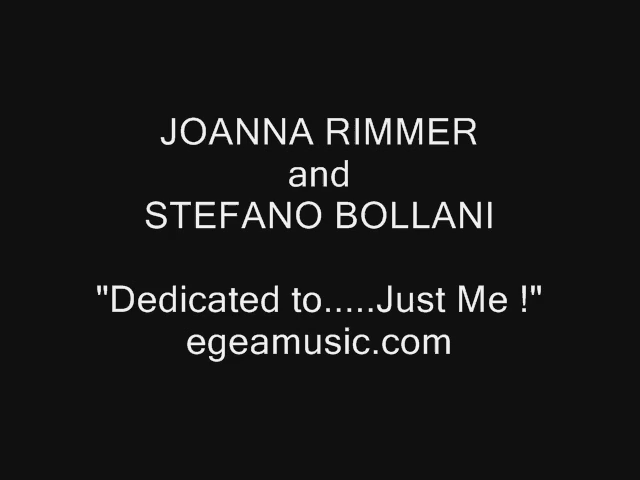 JOANNA RIMMER
and
STEFANO BOLLANI
"Dedicated to.....Just Me !"
egeamusic.com